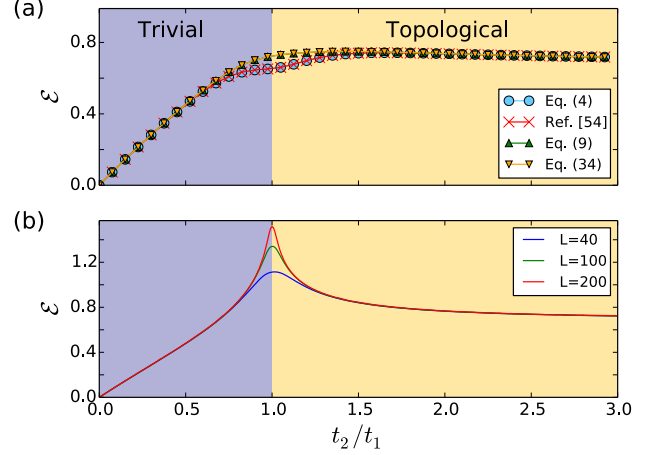 (a)
Trivial
Topological
0.8
0.4
0.0
ℰ
Eq. (4)
Ref. [54]
Eq. (9)
Eq. (34)
(b)
1.2
0.8
0.4
0.0
ℰ
L=40
L=100
L=200
0.0 0.5 1.0 1.5 2.0 2.5 3.0
t₂/t₁